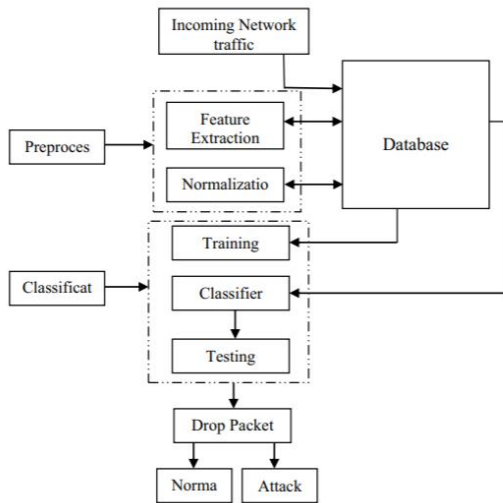 Incoming Network
traffic
Feature
Extraction
Database
Preproces
Normalizatio
Training
Classificat
Classifier
Testing
Drop Packet
Norma
Attack